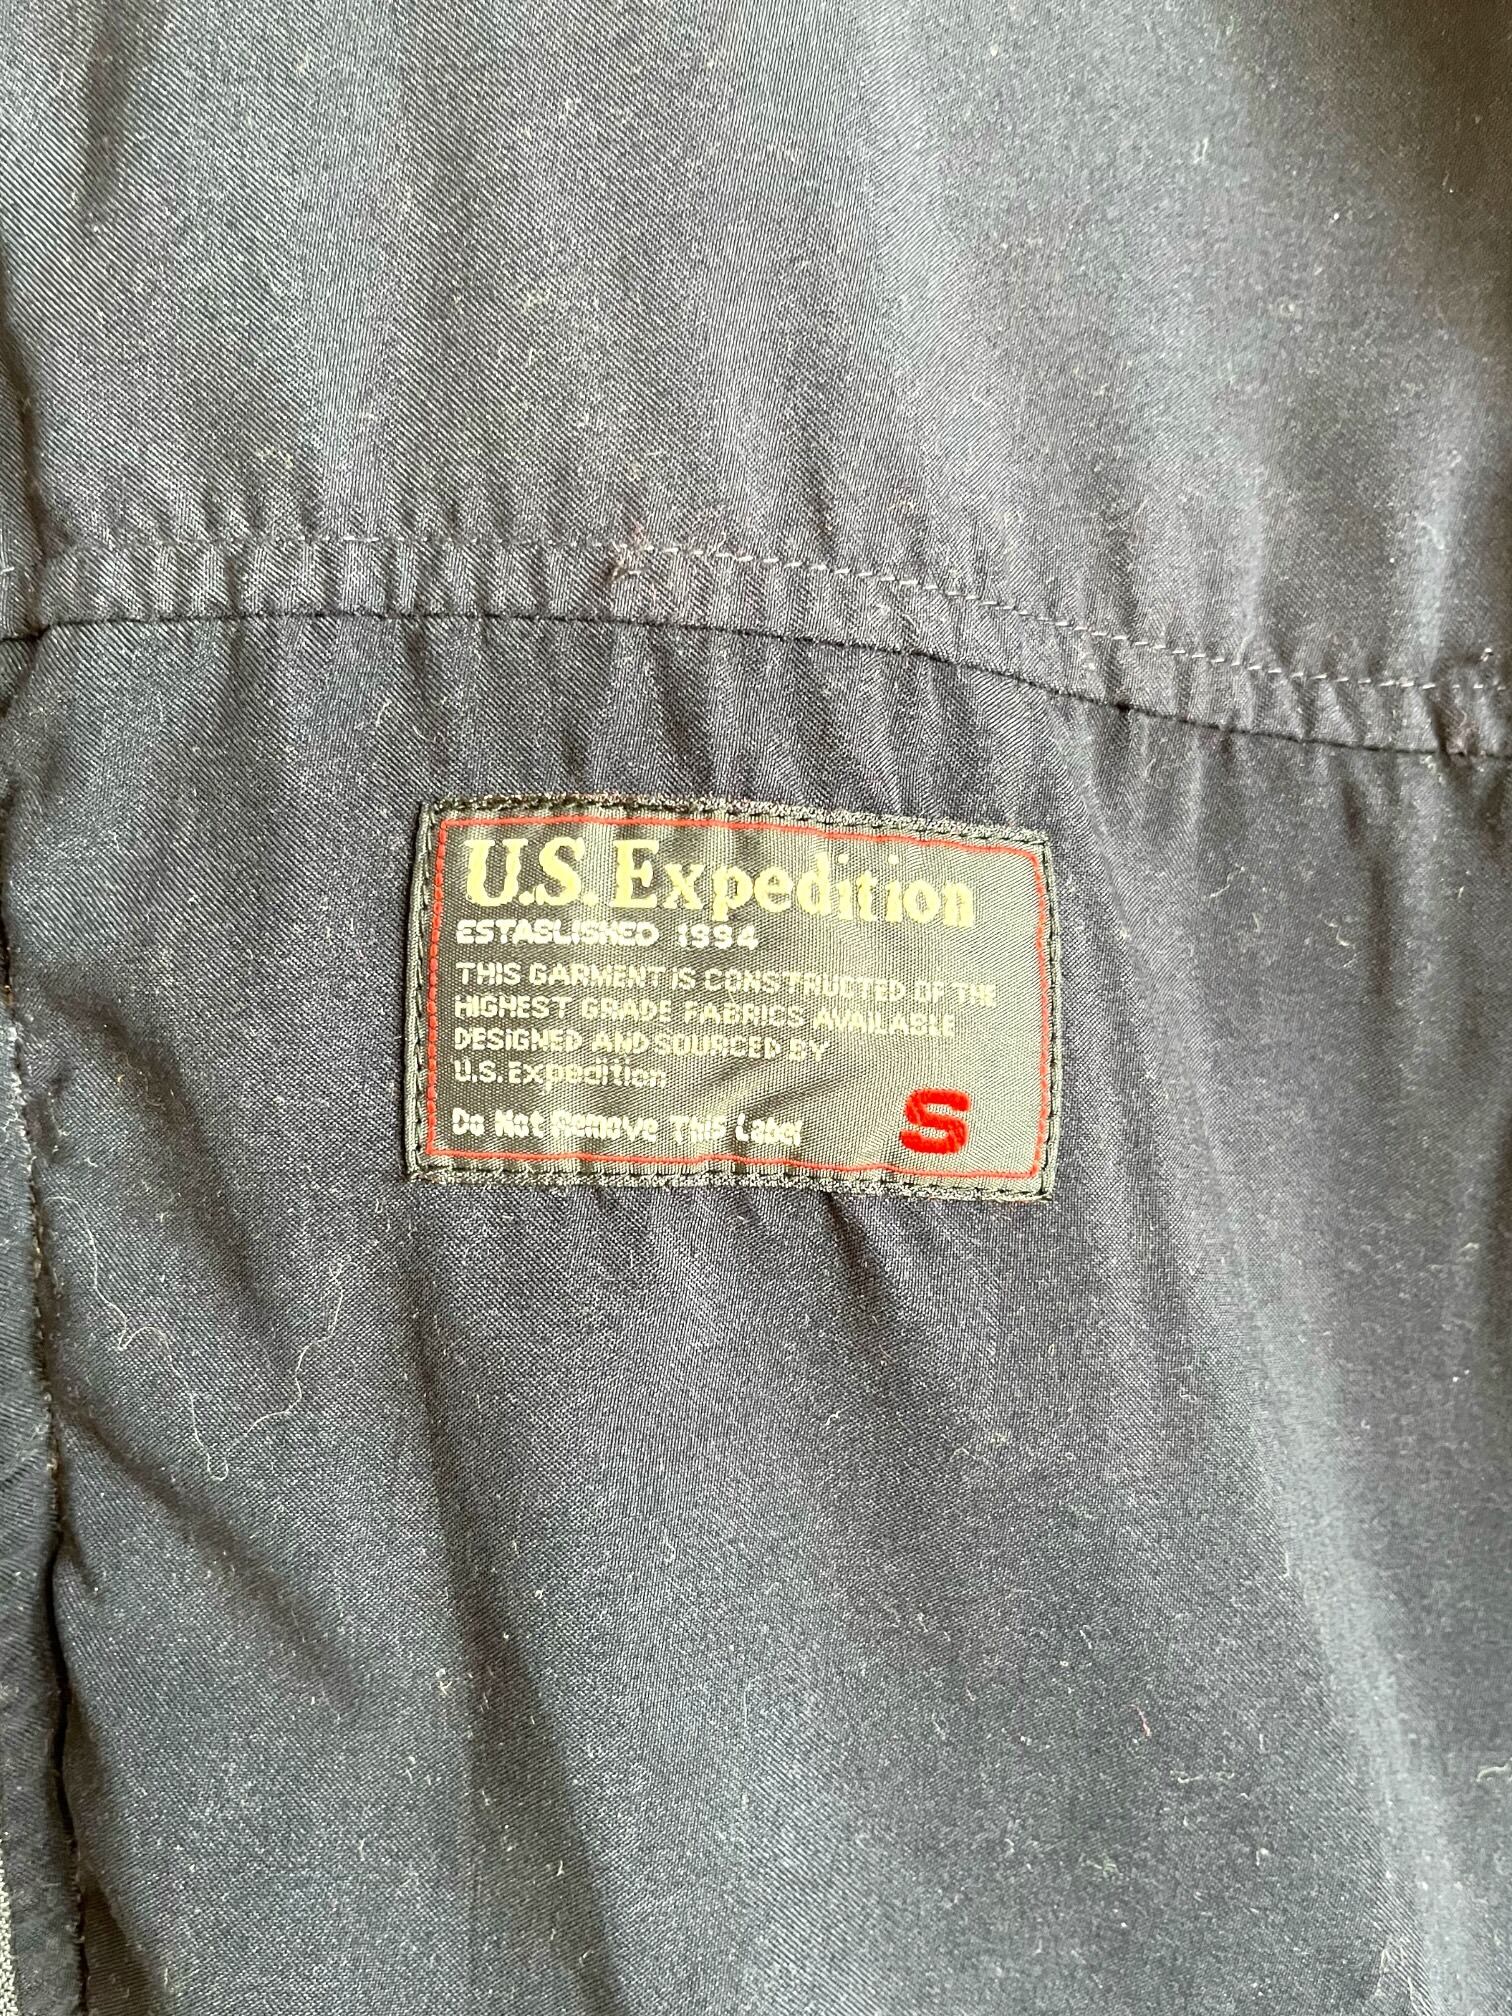 U.S. Expedition
ESTABLISHED 1994
THIS GARMENT IS CONSTRUCTED OF THE
HIGHEST GRADE FABRICS AVAILABLE
DESIGNED AND SOURCED BY
U.S. Expedition
Do Not Remove THIS Label
S